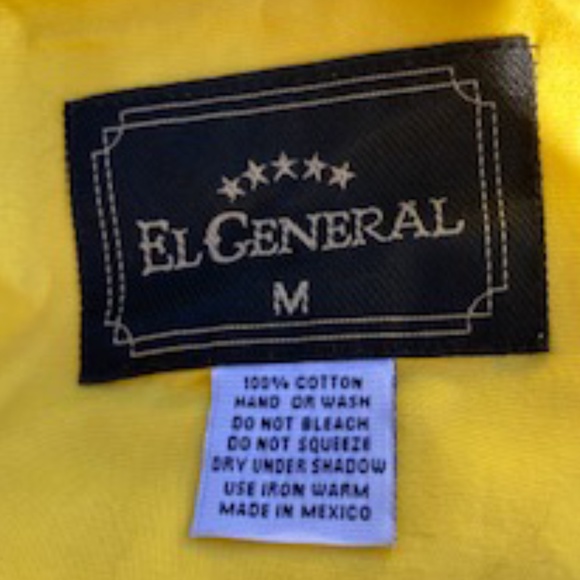 EL GENERAL
M
100% COTTON
HAND OR WASH
DO NOT BLEACH
DO NOT SQUEEZE
DRY UNDER SHADOW
USE IRON WARM
MADE IN MEXICO